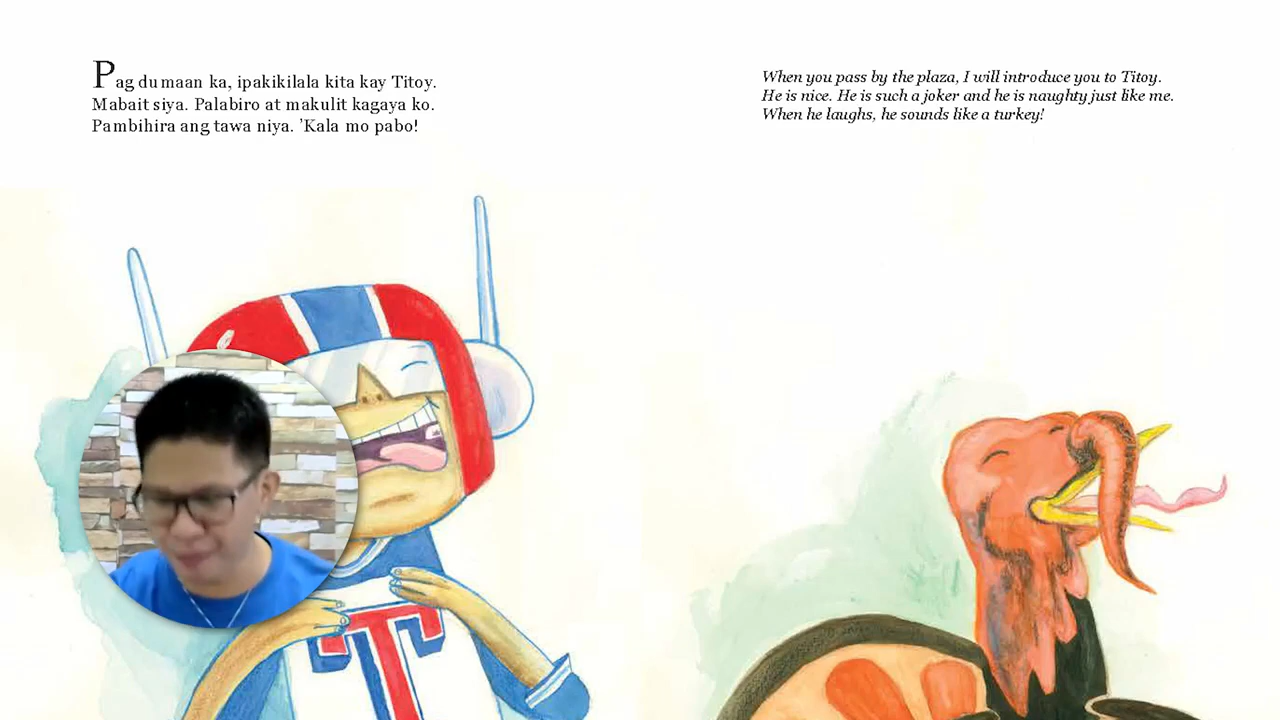 Pag dumaan ka, ipakikilala kita kay Titoy.
Mabait siya. Palabiro at makulit kagaya ko.
Pambihira ang tawa niya. ’Kala mo pabo!
When you pass by the plaza, I will introduce you to Titoy.
He is nice. He is such a joker and he is naughty just like me.
When he laughs, he sounds like a turkey!
T